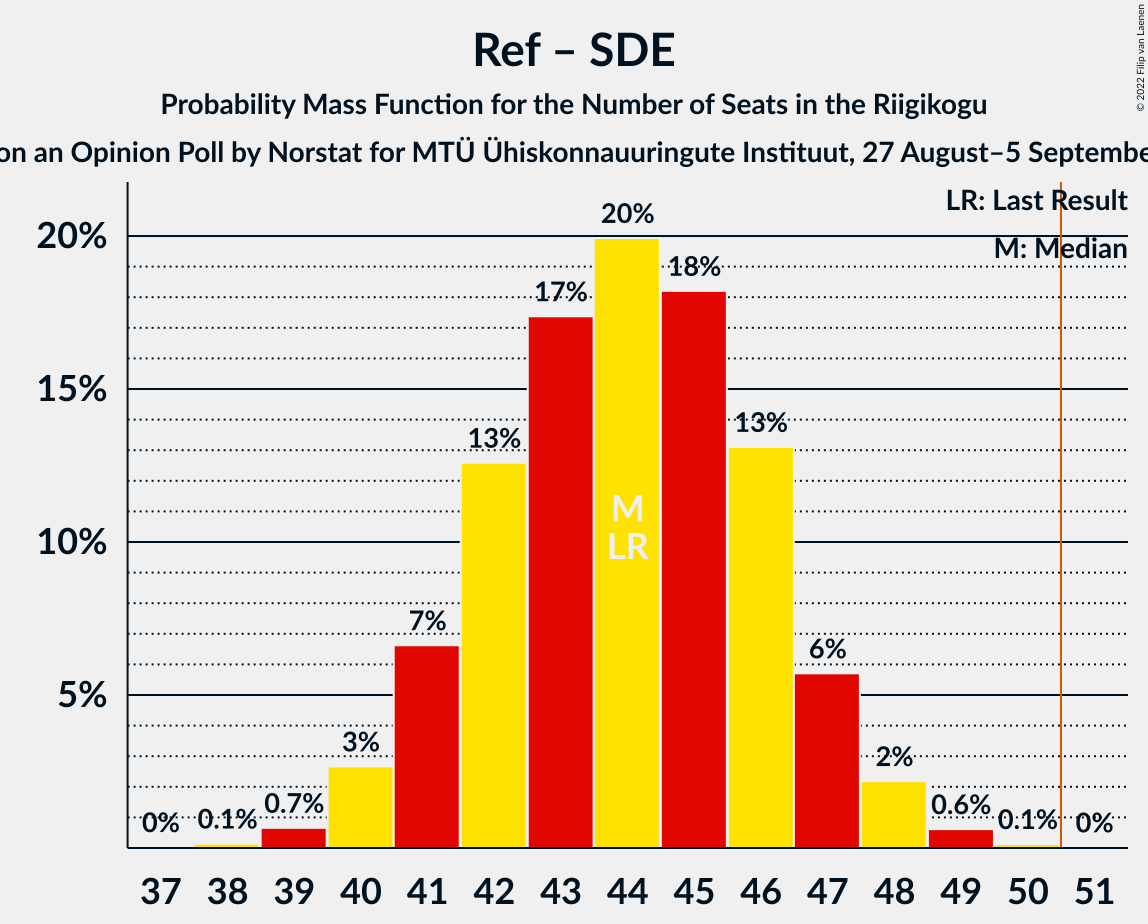 Ref – SDE
Probability Mass Function for the Number of Seats in the Riigikogu
on an Opinion Poll by Norstat for MTÜ Ühiskonnauuringute Instituut, 27 August–5 Septembe
© 2022 Filip van Laenen
LR: Last Result
M: Median
20%
15%
10%
5%
0%
0.1%
0.7%
3%
7%
13%
17%
20%
18%
13%
6%
2%
0.6%
0.1%
0%
M
LR
37 38 39 40 41 42 43 44 45 46 47 48 49 50 51